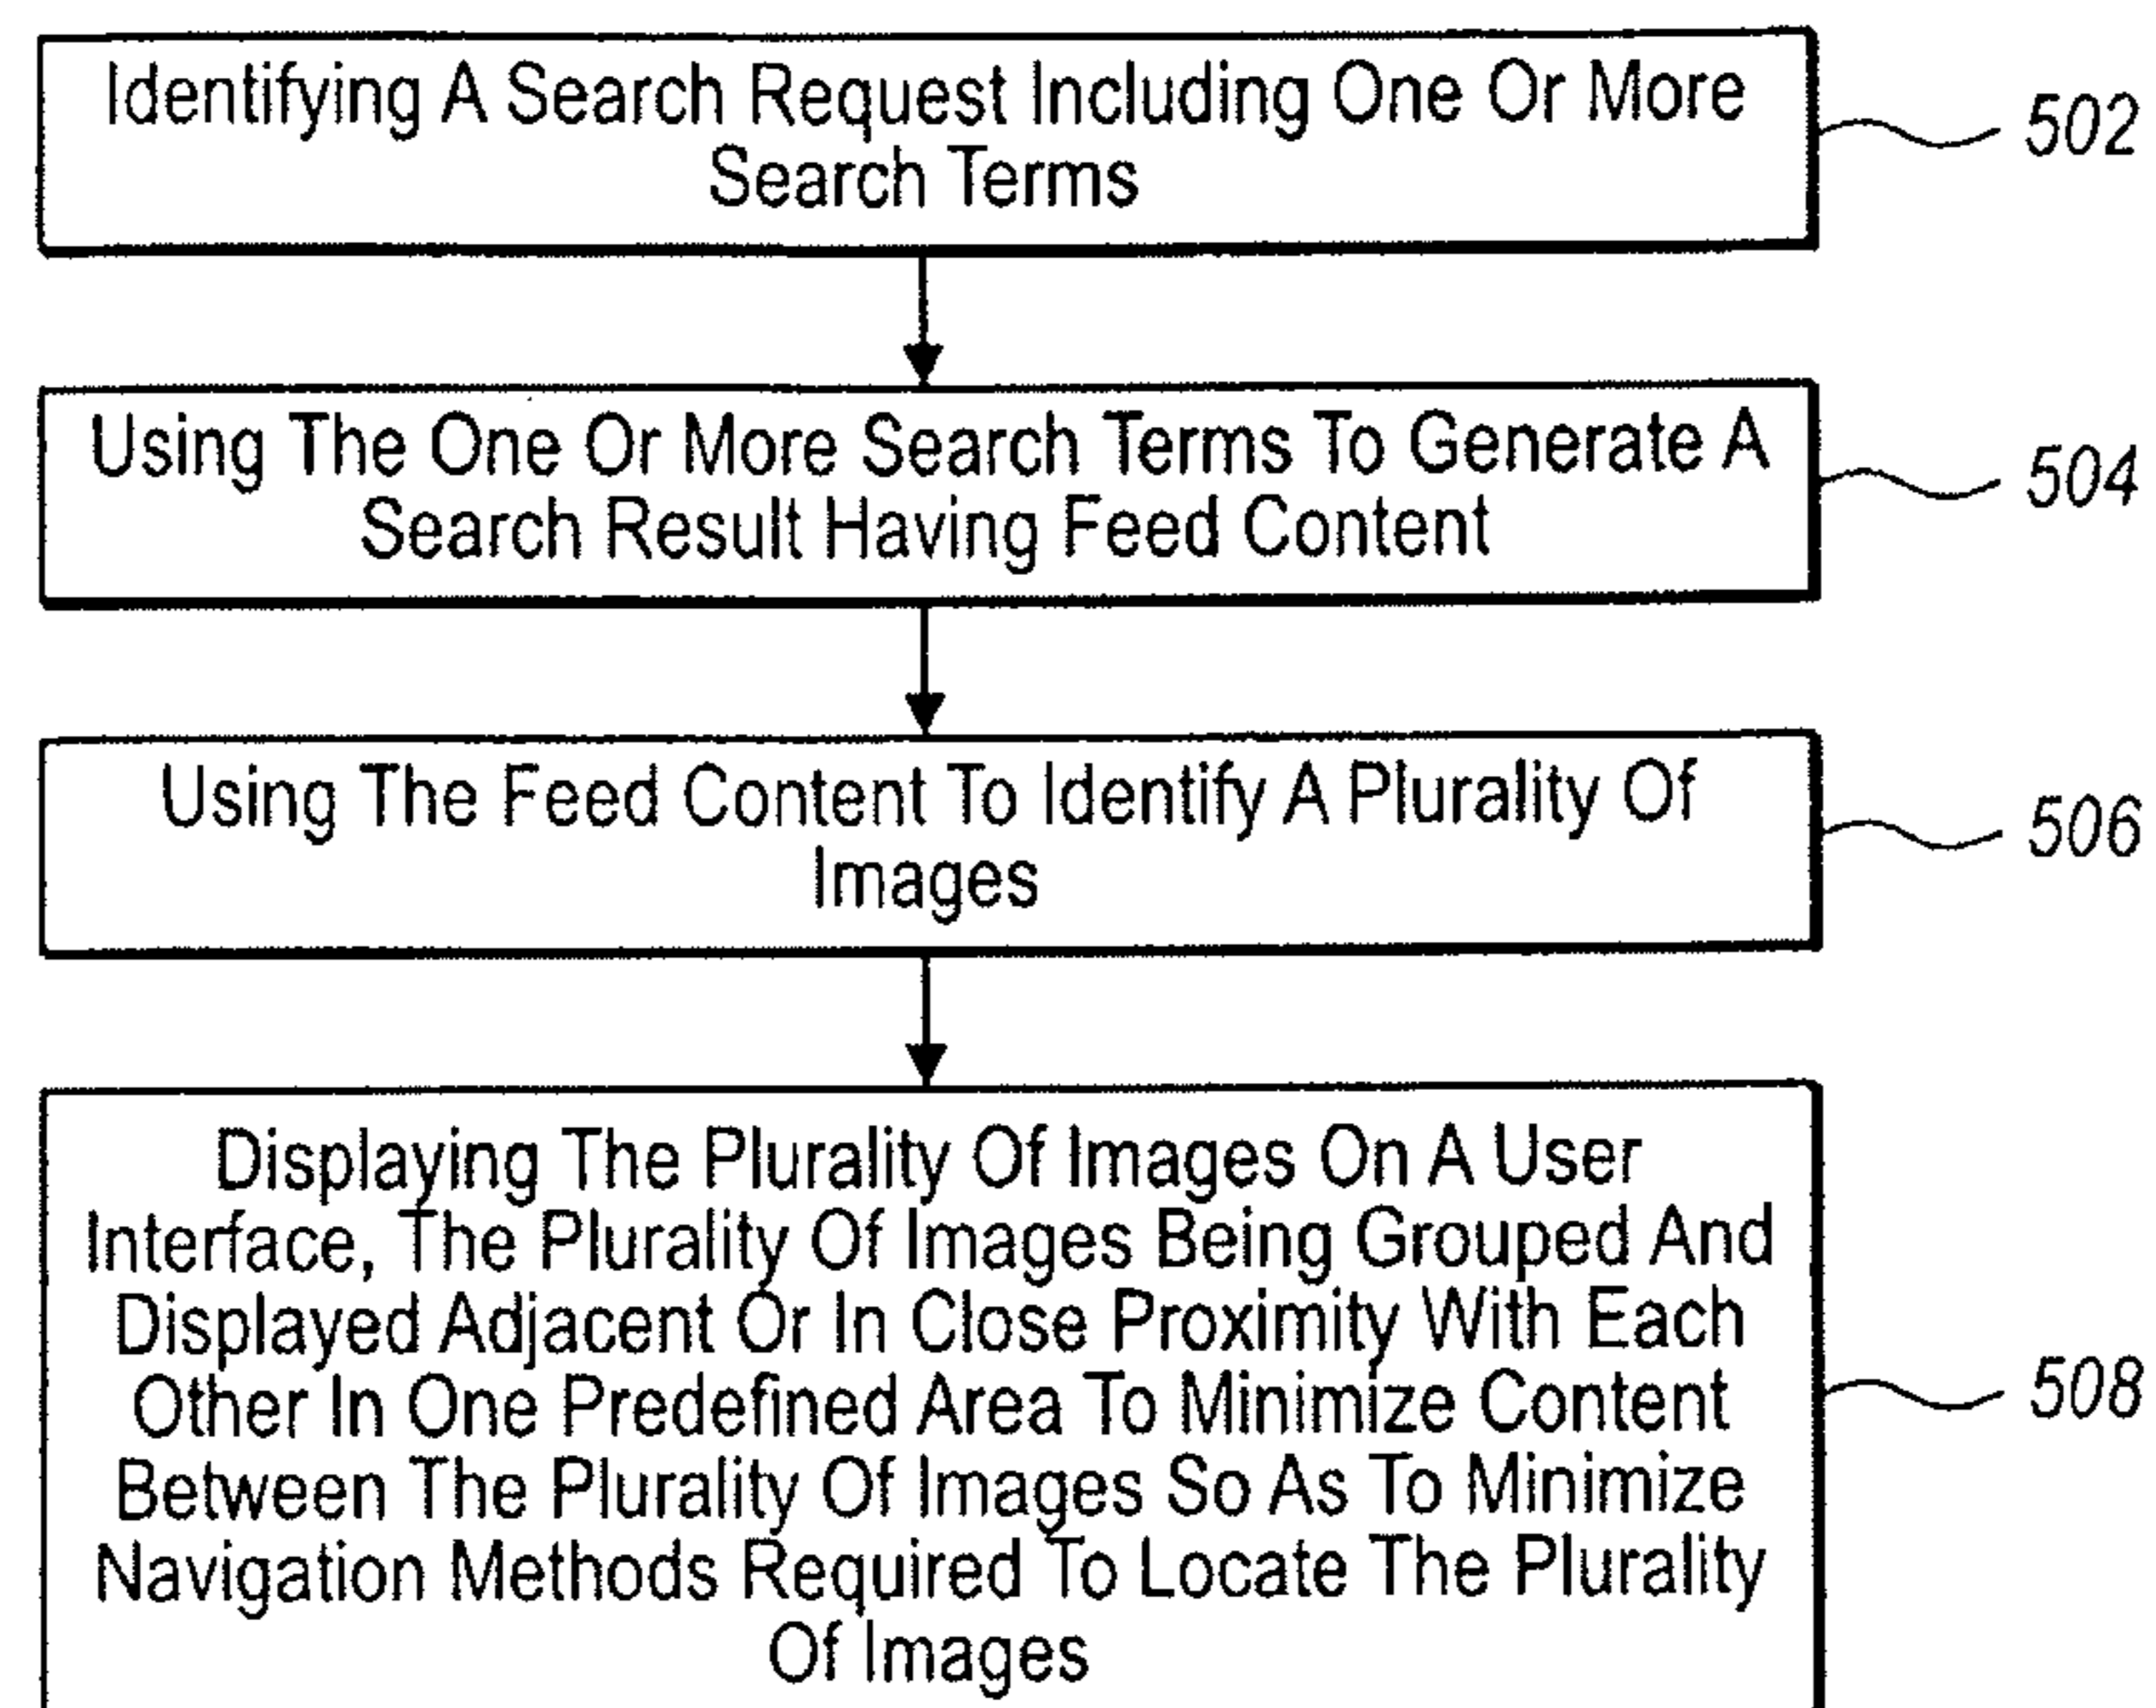 Identifying A Search Request Including One Or More
Search Terms
502
Using The One Or More Search Terms To Generate A
Search Result Having Feed Content
504
Using The Feed Content To Identify A Plurality Of
Images
506
Displaying The Plurality Of Images On A User
Interface, The Plurality Of Images Being Grouped And
Displayed Adjacent Or In Close Proximity With Each
Other In One Predefined Area To Minimize Content
Between The Plurality Of Images So As To Minimize
Navigation Methods Required To Locate The Plurality
Of Images
508